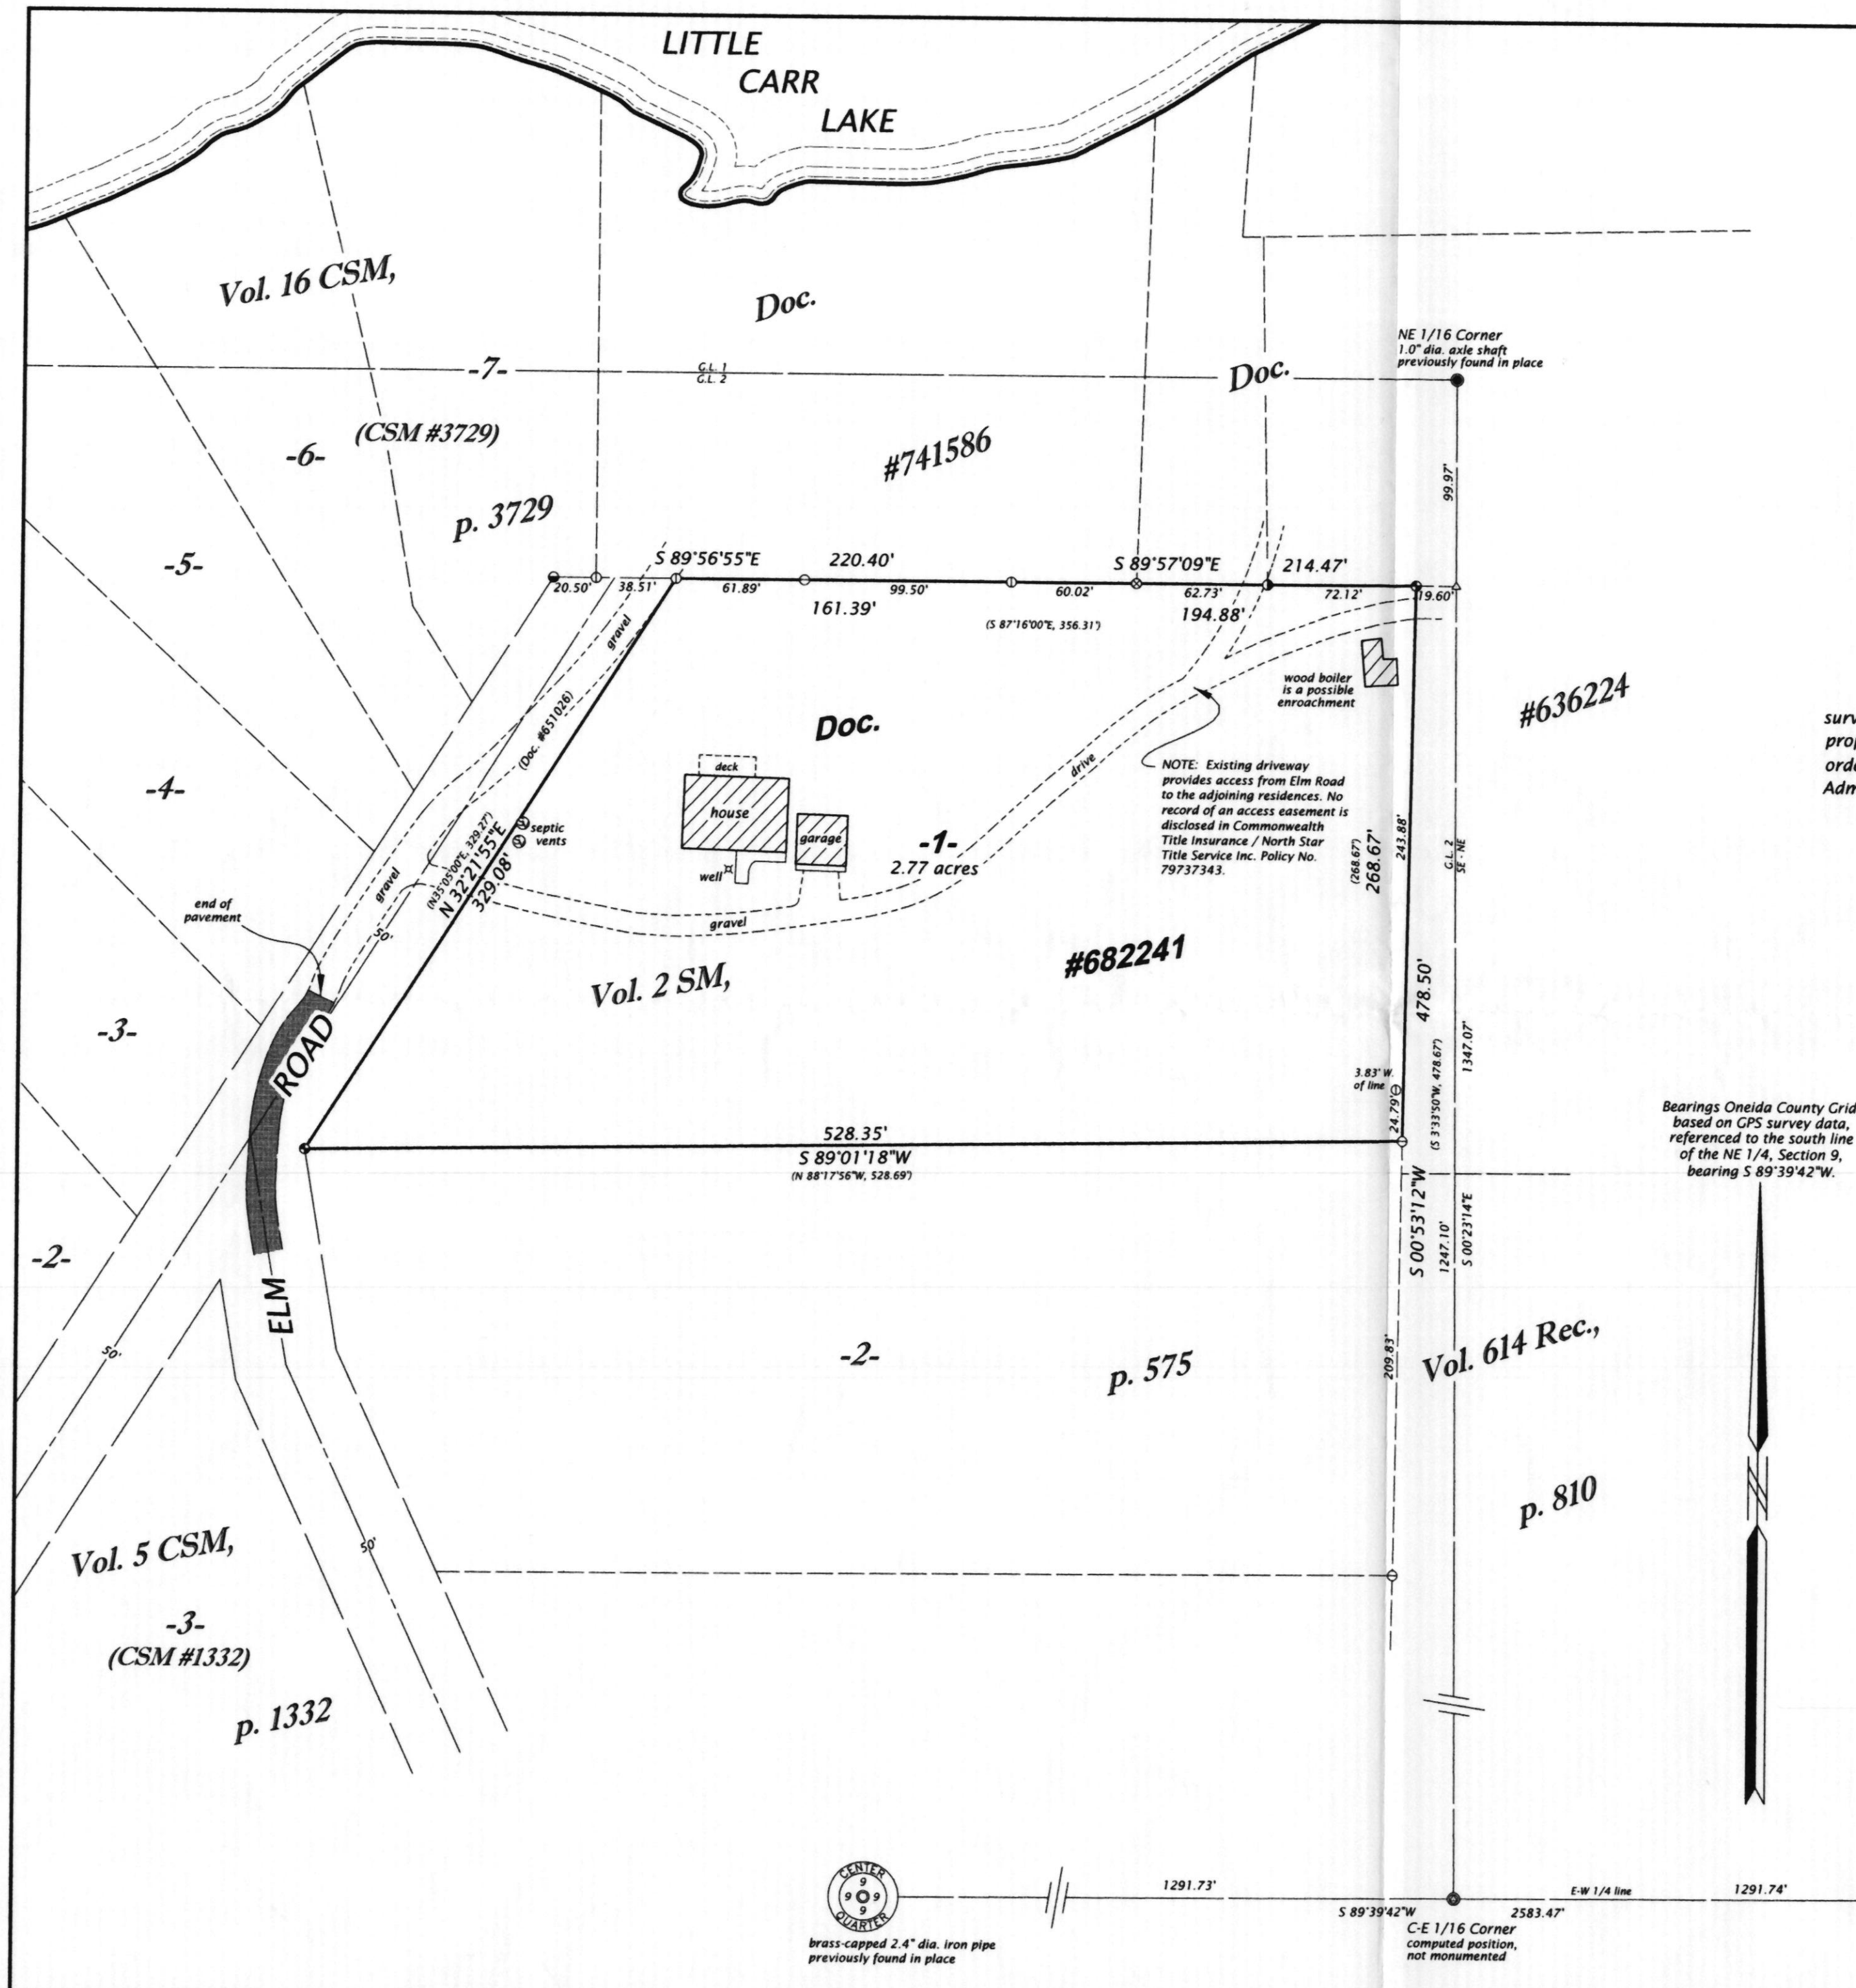 LITTLE
CARR
LAKE
Vol. 16 CSM,
Doc.
NE 1/16 Corner
1.0" dia. axle shaft
previously found in place
-7-
G.L. 1
G.L. 2
Doc.
(CSM #3729)
-6-
#741586
99.97'
p. 3729
-5-
S 89°56'55"E
220.40'
S 89°57'09"E
214.47'
20.50'
38.51'
61.89'
99.50'
60.02'
62.73'
72.12'
19.60'
161.39'
194.88'
(S 87°16'00"E, 356.31')
gravel
wood boiler
is a possible
enroachment
#636224
(Doc. #651026)
Doc.
surv
prop
orde
Adm
deck
house
garage
well
septic
vents
drive
NOTE: Existing driveway
provides access from Elm Road
to the adjoining residences. No
record of an access easement is
disclosed in Commonwealth
Title Insurance / North Star
Title Service Inc. Policy No.
79737343.
-4-
-1-
2.77 acres
(N35°05'00"E, 329.27')
N 32°21'55"E
329.08'
(268.67')
268.67'
243.88'
G.L. 2
SE - NE
gravel
end of
pavement
50'
gravel
#682241
Vol. 2 SM,
478.50'
-3-
ROAD
1347.07'
3.83' W.
of line
24.79'
(S 3°33'50"W, 478.67')
528.35'
S 89°01'18"W
(N 88°17'56"W, 528.69')
Bearings Oneida County Grid
based on GPS survey data,
referenced to the south line
of the NE 1/4, Section 9,
bearing S 89°39'42"W.
S 00°53'12"W
1247.10'
S 00°23'14"E
-2-
ELM
50'
-2-
p. 575
209.83'
Vol. 614 Rec.,
p. 810
Vol. 5 CSM,
50'
-3-
(CSM #1332)
p. 1332
CENTER
9
9 9
9
QUARTER
1291.73'
E-W 1/4 line
1291.74'
S 89°39'42"W
2583.47'
C-E 1/16 Corner
computed position,
not monumented
brass-capped 2.4" dia. iron pipe
previously found in place